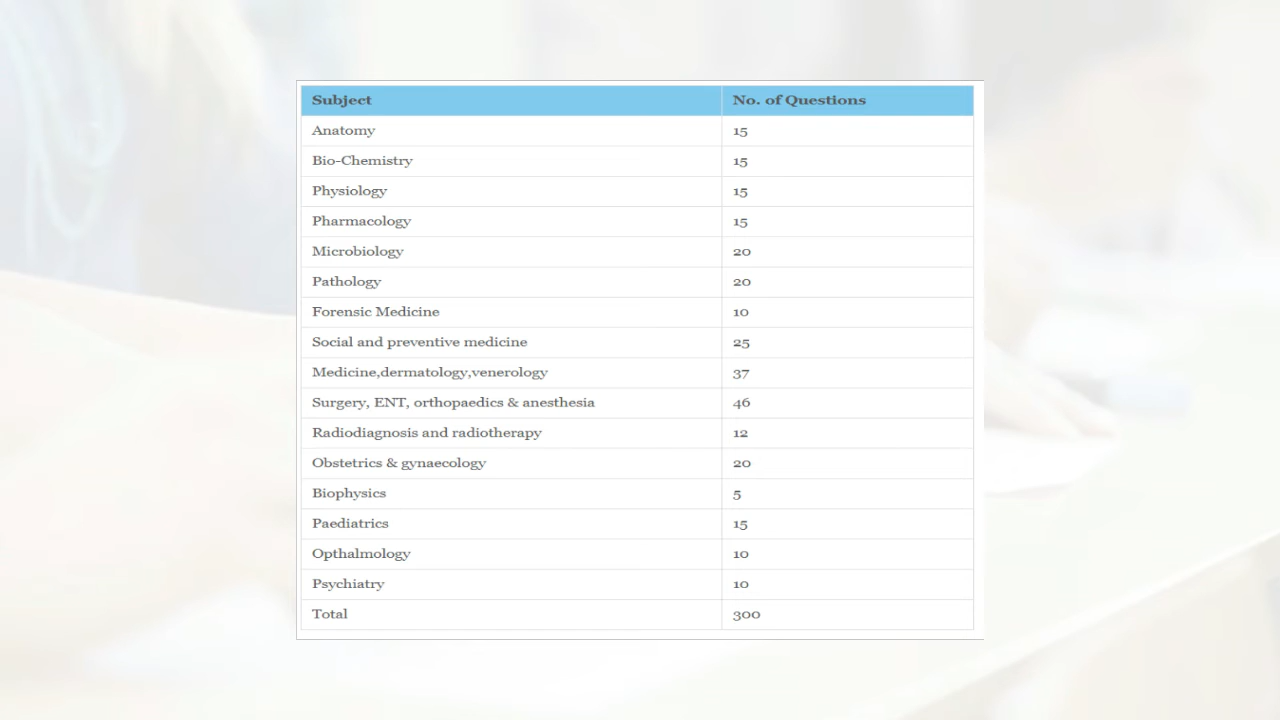 Subject No. of Questions
Anatomy 15
Bio-Chemistry 15
Physiology 15
Pharmacology 15
Microbiology 20
Pathology 20
Forensic Medicine 10
Social and preventive medicine 25
Medicine,dermatology,venerology 37
Surgery, ENT, orthopaedics & anesthesia 46
Radiodiagnosis and radiotherapy 12
Obstetrics & gynaecology 20
Biophysics 5
Paediatrics 15
Opthalmology 10
Psychiatry 10
Total 300